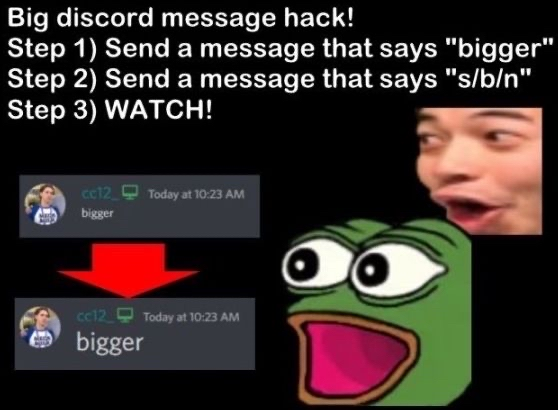 Big discord message hack!
Step 1) Send a message that says "bigger"
Step 2) Send a message that says "s/b/n"
Step 3) WATCH!
cc12_ Today at 10:23 AM
bigger
cc12_ Today at 10:23 AM
bigger